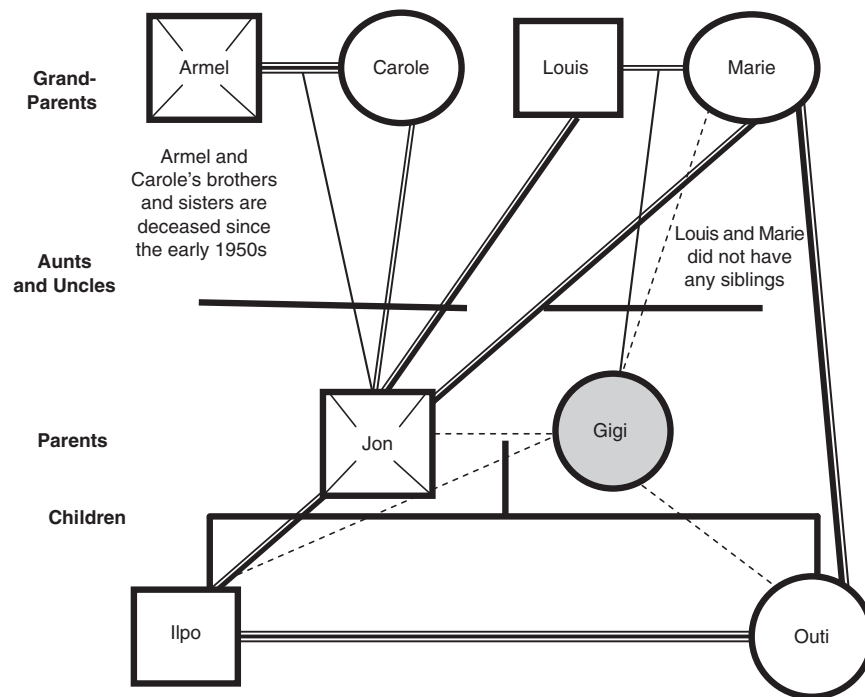 Armel
Carole
Louis
Marie
Grand-
Parents
Armel and
Carole's brothers
and sisters are
deceased since
the early 1950s
Louis and Marie
did not have
any siblings
Aunts
and Uncles
Parents
Jon
Gigi
Children
Ilpo
Outi